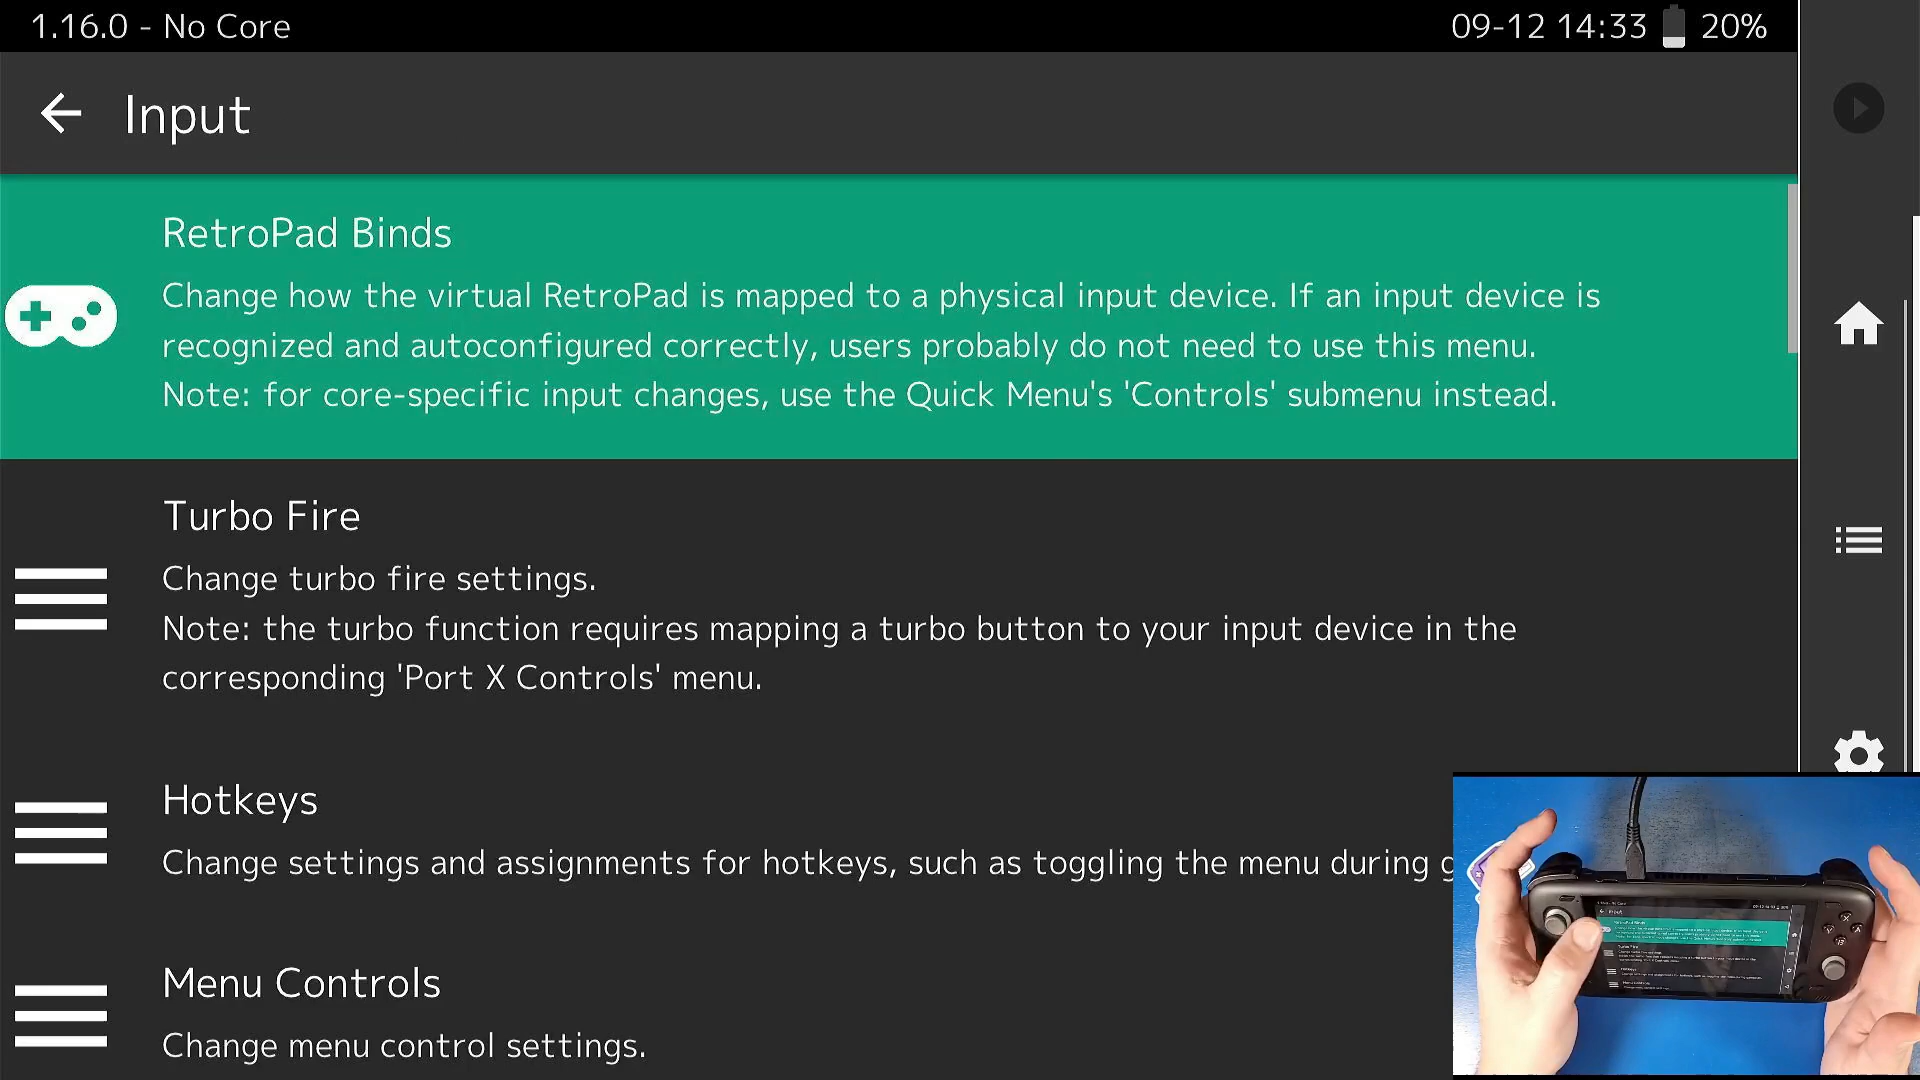 1.16.0 - No Core
09-12 14:33 20%
Input
RetroPad Binds
Change how the virtual RetroPad is mapped to a physical input device. If an input device is
recognized and autoconfigured correctly, users probably do not need to use this menu.
Note: for core-specific input changes, use the Quick Menu's 'Controls' submenu instead.
Turbo Fire
Change turbo fire settings.
Note: the turbo function requires mapping a turbo button to your input device in the
corresponding 'Port X Controls' menu.
Hotkeys
Change settings and assignments for hotkeys, such as toggling the menu during
Menu Controls
Change menu control settings.